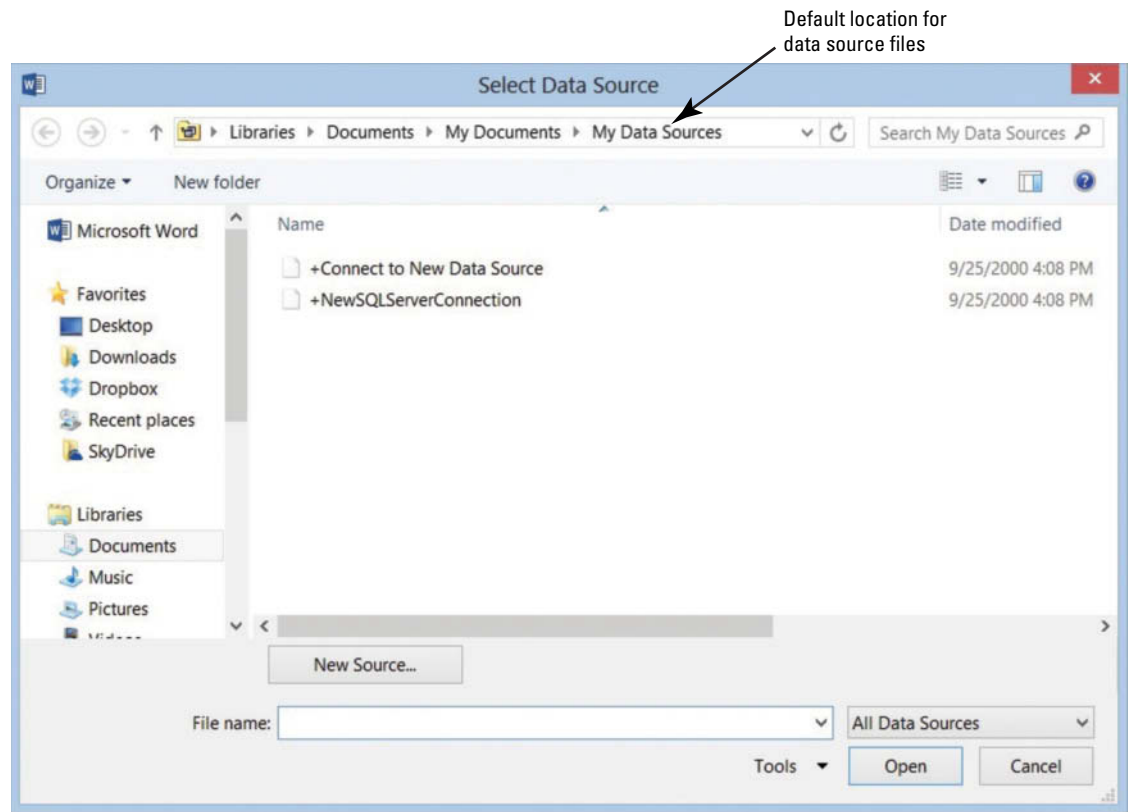 Default location for
data source files
Select Data Source
Libraries Documents My Documents My Data Sources
Search My Data Sources
Organize New folder
Microsoft Word
Favorites
Desktop
Downloads
Dropbox
Recent places
SkyDrive
Libraries
Documents
Music
Pictures
Name Date modified
+Connect to New Data Source 9/25/2000 4:08 PM
+NewSQLServerConnection 9/25/2000 4:08 PM
New Source...
File name:
All Data Sources
Tools Open Cancel